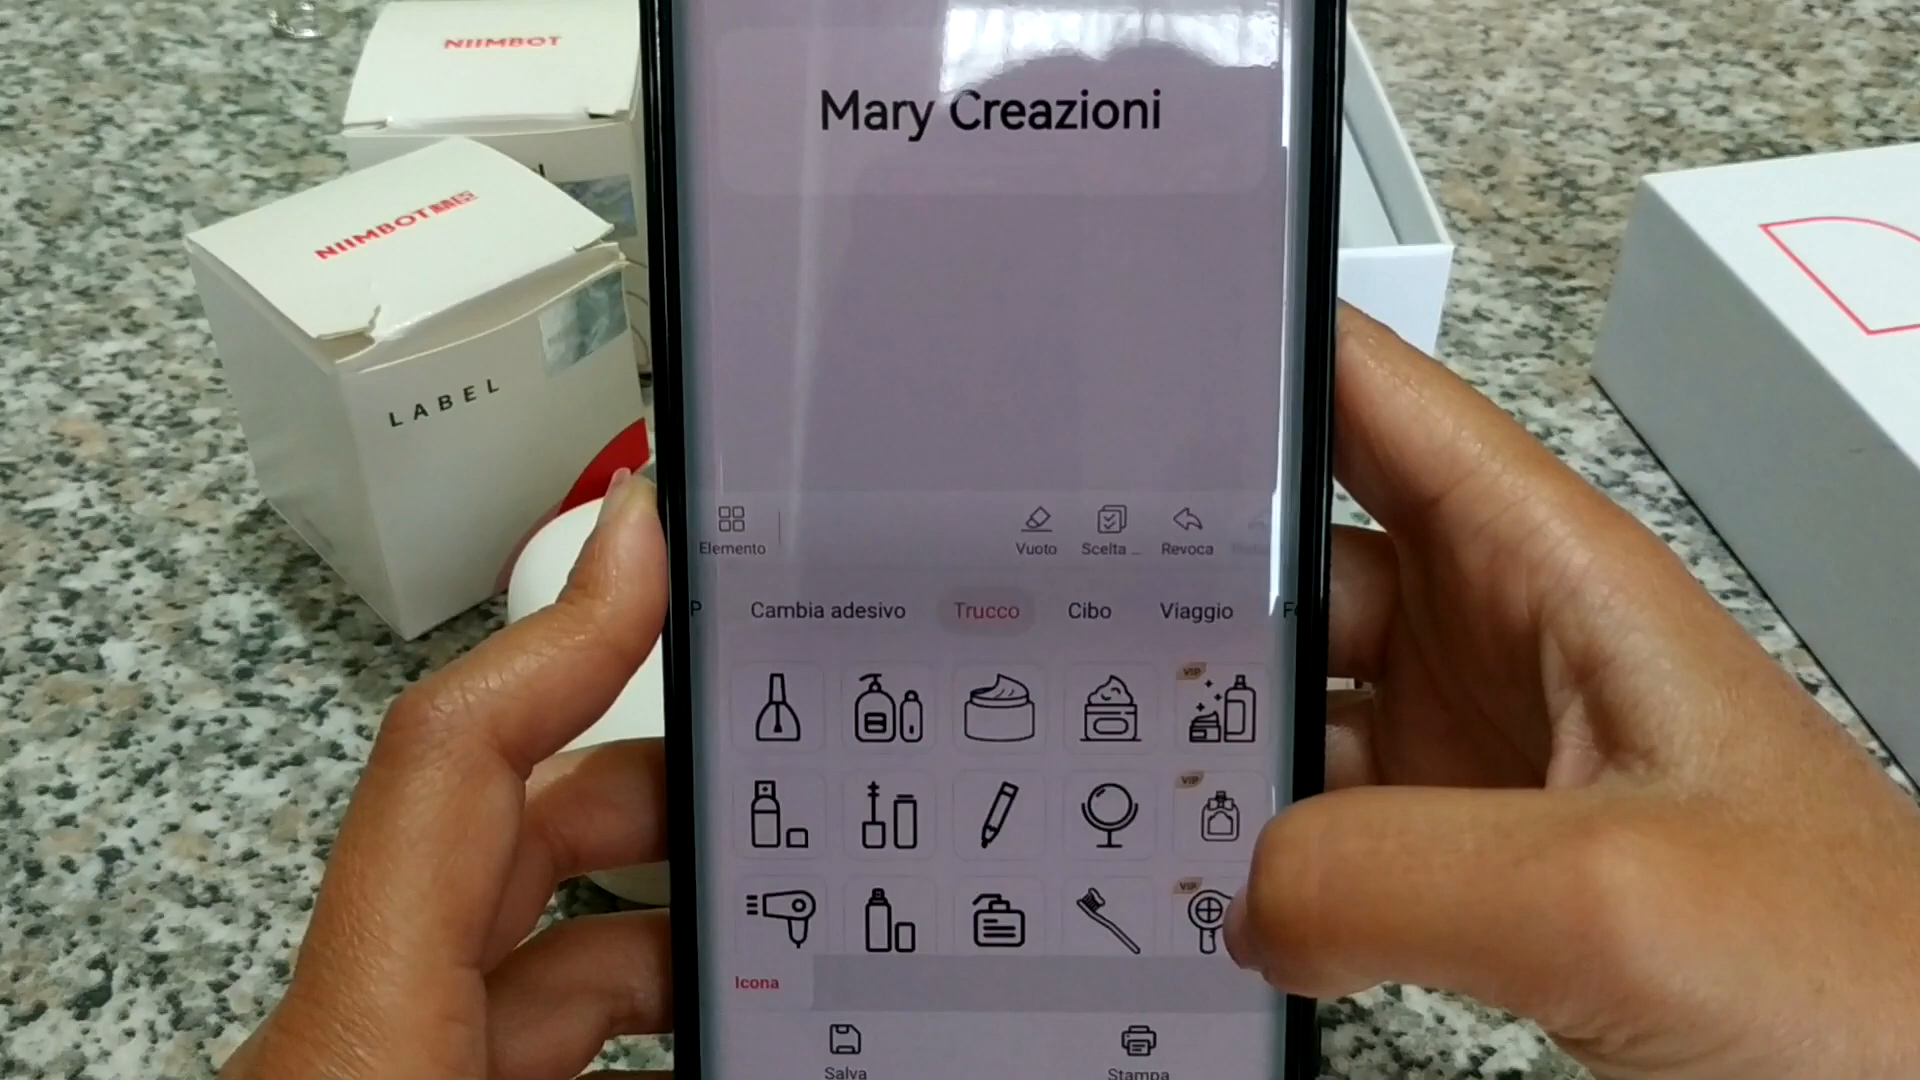 NIIMBOT
NIIMBOT
LABEL
Mary Creazioni
Elemento
Vuoto
Scelta ...
Revoca
P
Cambia adesivo
Trucco
Cibo
Viaggio
VIP
VIP
VIP
Icona
Salva
Stampa